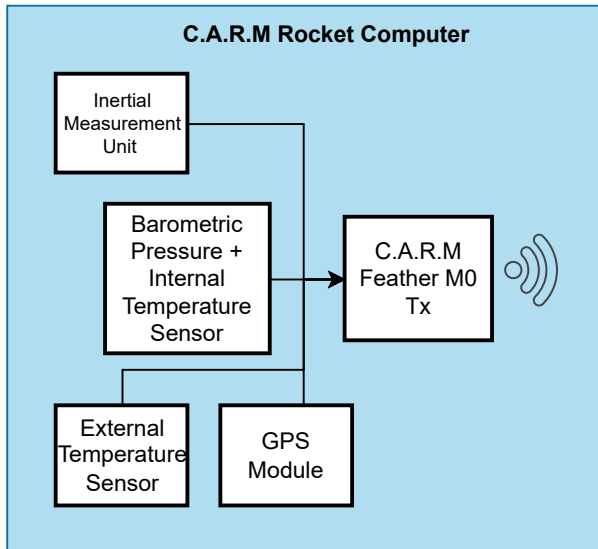 C.A.R.M Rocket Computer
Inertial
Measurement
Unit
Barometric
Pressure +
Internal
Temperature
Sensor
C.A.R.M
Feather M0
Tx
External
Temperature
Sensor
GPS
Module